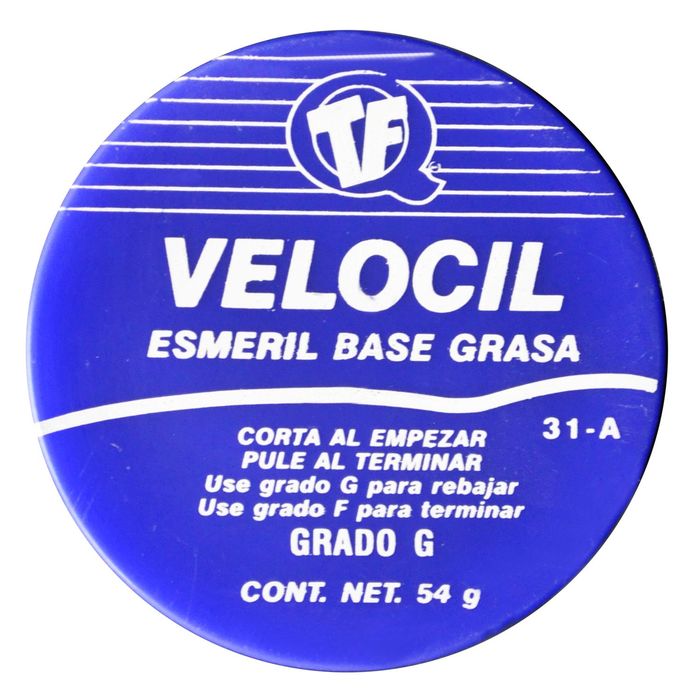 TFQ
VELOCIL
ESMERIL BASE GRASA
31-A
CORTA AL EMPEZAR
PULE AL TERMINAR
Use grado G para rebajar
Use grado F para terminar
GRADO G
CONT. NET. 54 g